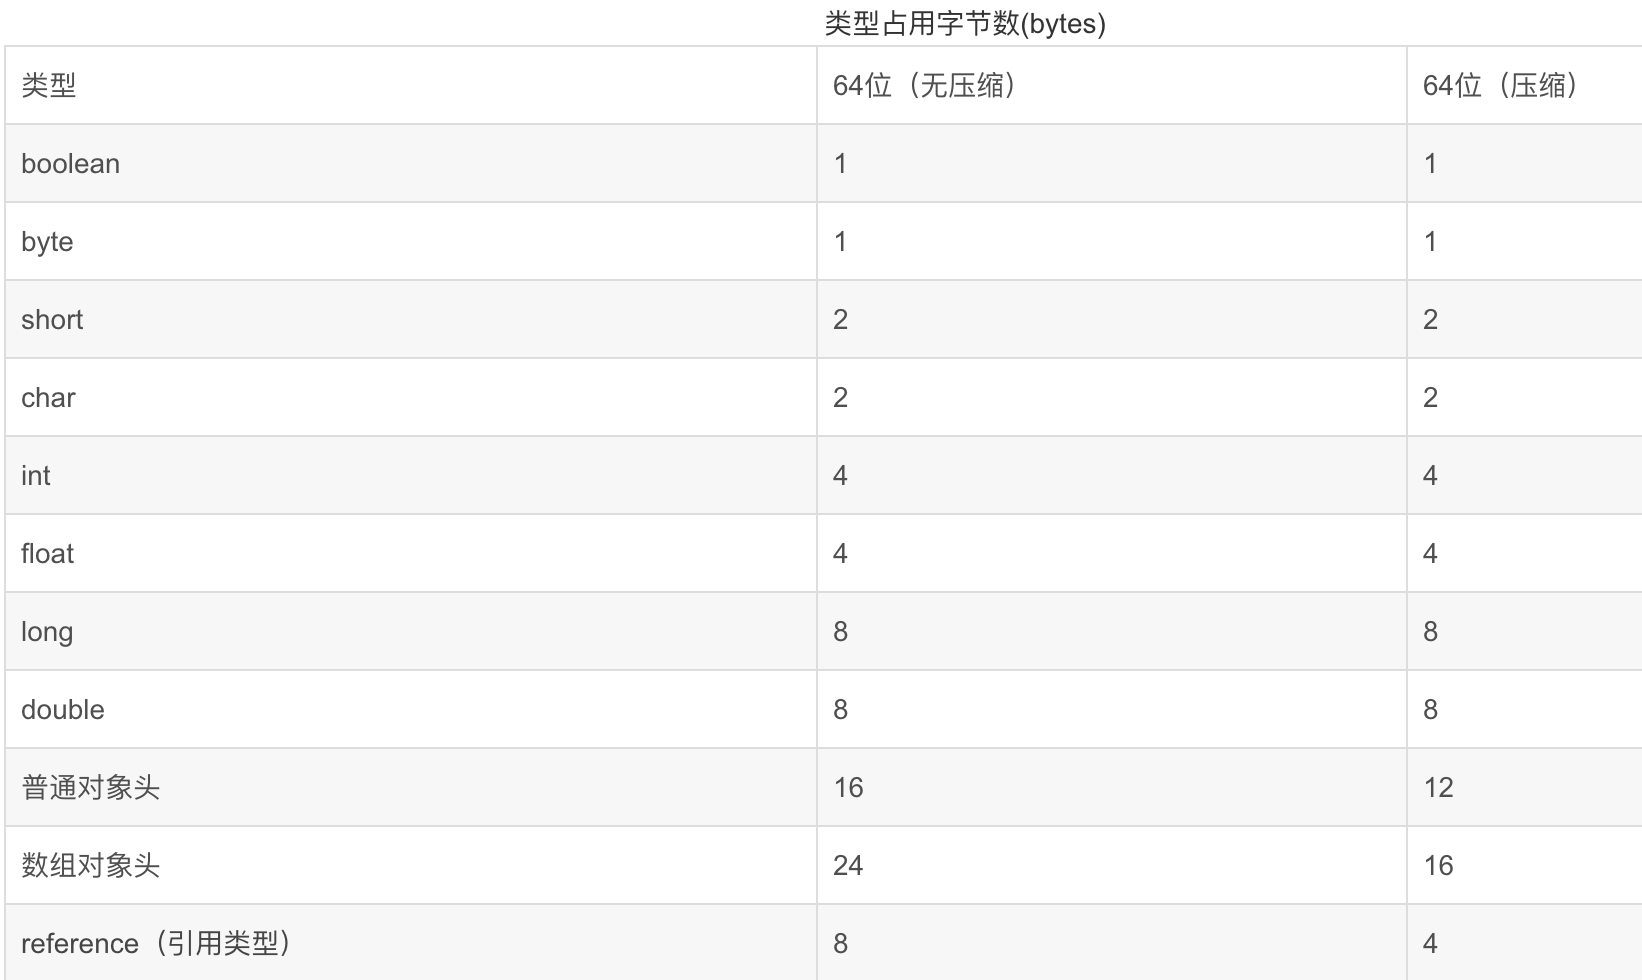 类型占用字节数(bytes)
类型 64位（无压缩） 64位（压缩）
boolean 1 1
byte 1 1
short 2 2
char 2 2
int 4 4
float 4 4
long 8 8
double 8 8
普通对象头 16 12
数组对象头 24 16
reference（引用类型） 8 4